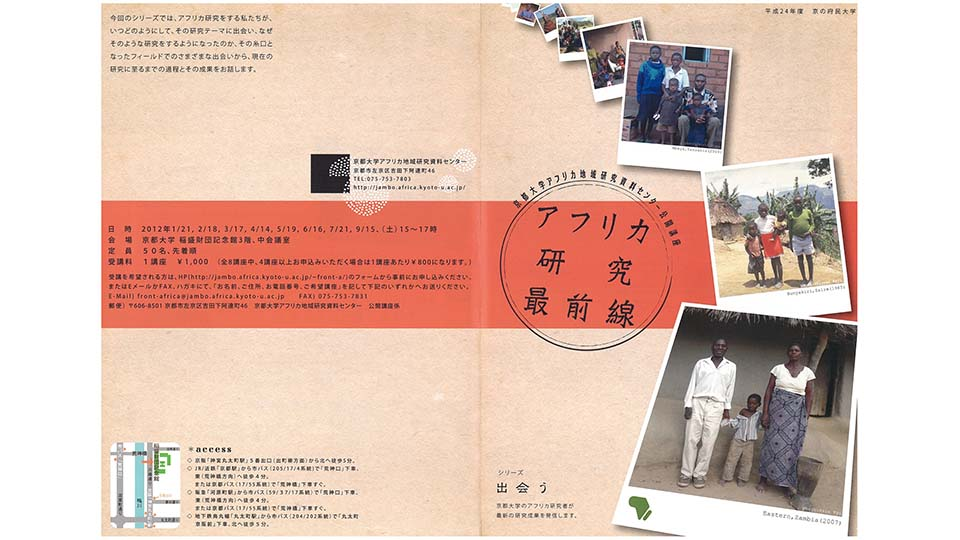 今回のシリーズでは、アフリカ研究をする私たちが、
いつどのようにして、その研究テーマに出会い、なぜ
そのような研究をするようになったのか、その糸口と
なったフィールドでのさまざまな出会いから、現在の
研究に至るまでの過程とその成果をお話します。
京都大学アフリカ地域研究資料センター
京都市左京区吉田下阿達町46
TEL:075-753-7803
http://jambo.africa.kyoto-u.ac.jp/
日 時 2012年1/21, 2/18, 3/17, 4/14, 5/19, 6/16, 7/21, 9/15、(土)15〜17時
会 場 京都大学 稲盛財団記念館3階、中会議室
定 員 50名、先着順
受講料 1講座 ¥1,000 (全8講座中、4講座以上お申込みいただく場合は1講座あたり¥800になります。)
受講を希望される方は、HP(http://jambo.africa.kyoto-u.ac.jp/~front-a/)のフォームから事前にお申し込みください。
またはEメールかFAX、ハガキにて、「お名前、ご住所、お電話番号、ご希望講座」を記して下記のいずれかへお送りください。
E-Mail) front-africa@jambo.africa.kyoto-u.ac.jp FAX) 075-753-7831
郵便) 〒606-8501 京都市左京区吉田下阿達町46 京都大学アフリカ地域研究資料センター 公開講座係
*access
◇ 京阪「神宮丸太町駅」5番出口(出町柳方面)から北へ徒歩5分。
◇ JR/近鉄「京都駅」から市バス(205/17/4系統)で「荒神口」下車、
東(荒神橋方向)へ徒歩4分。
または京都バス(17/55系統)で「荒神橋」下車すぐ。
◇ 阪急「河原町駅」から市バス(59/37/17系統)で「荒神口」下車、
東(荒神橋方向)へ徒歩4分。
または京都バス(17/55系統)で「荒神橋」下車すぐ。
◇ 地下鉄烏丸線「丸太町駅」から市バス(204/202系統)で「丸太町
京阪前」下車、北へ徒歩5分。
荒神橋
鴨川
平成24年度 京の府民大学
京都大学アフリカ地域研究資料センター公開講座
アフリカ
研究
最前線
Mbeya,Tanzania(2005)
Eastern,Zambia(2007)
シリーズ
出会う
京都大学のアフリカ研究者が
最新の研究成果を発信します。